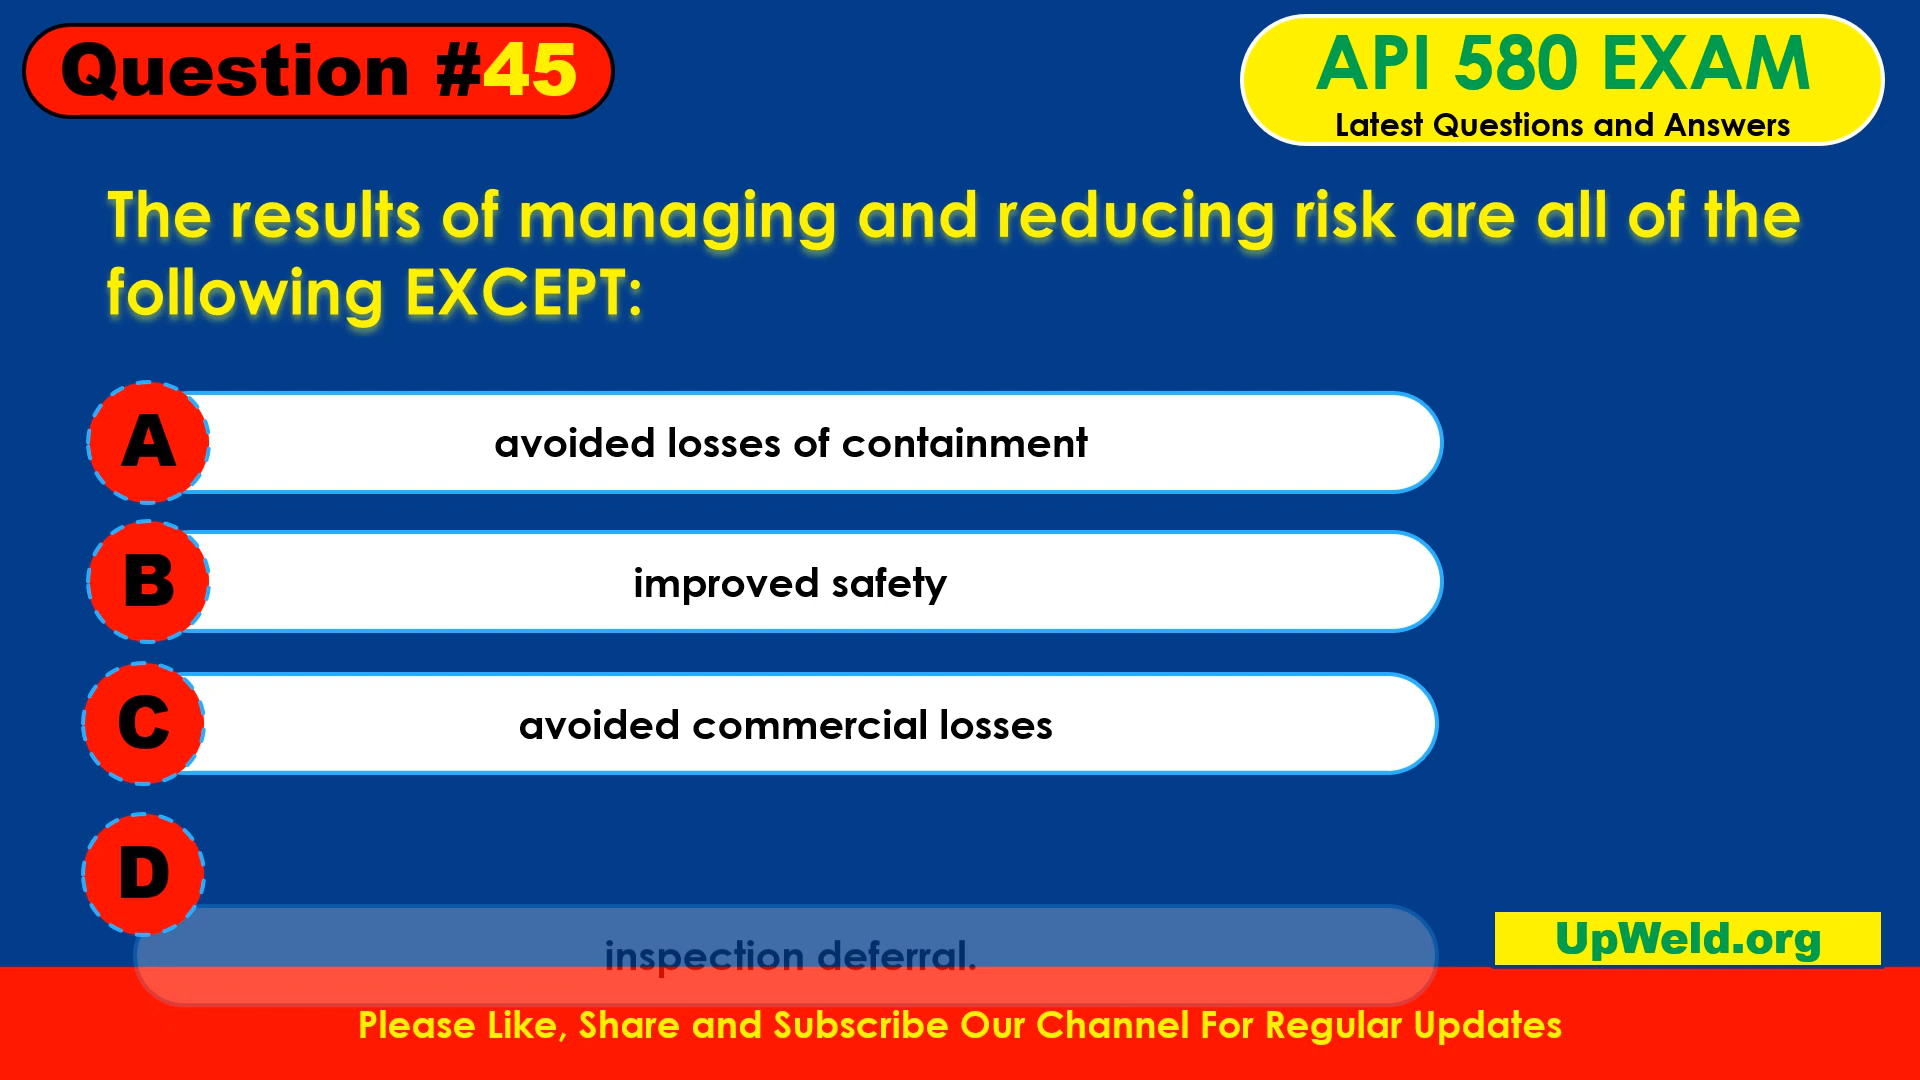 Question #45
API 580 EXAM
Latest Questions and Answers
The results of managing and reducing risk are all of the
following EXCEPT:
A
avoided losses of containment
B
improved safety
C
avoided commercial losses
D
inspection deferral.
UpWeld.org
Please Like, Share and Subscribe Our Channel For Regular Updates